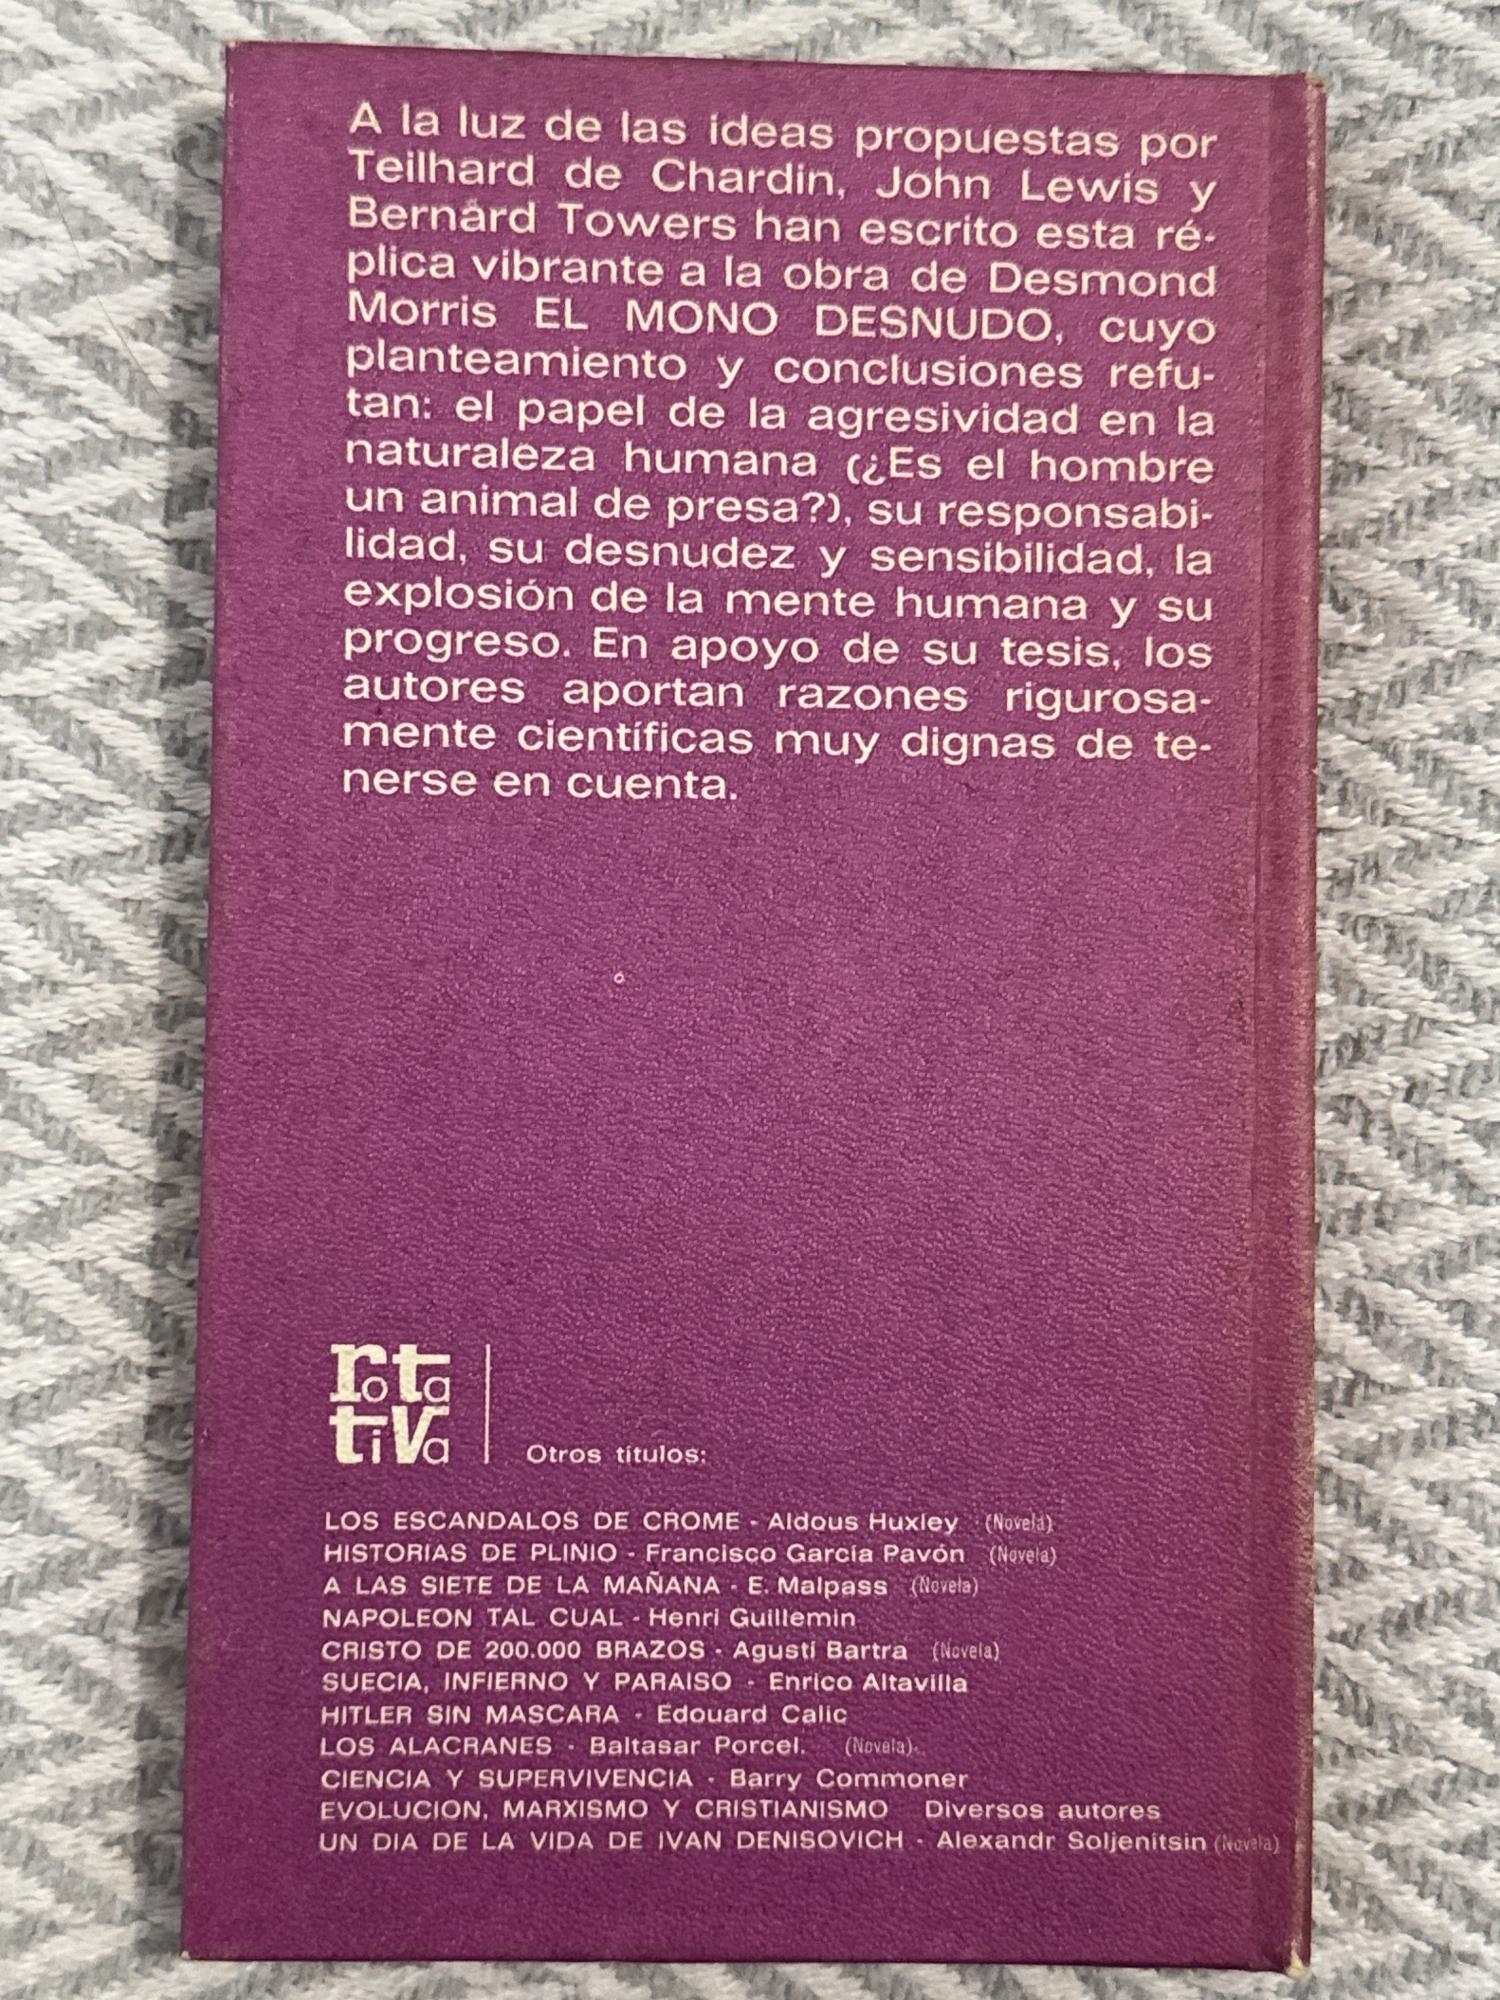 A la luz de las ideas propuestas por
Teilhard de Chardin, John Lewis y
Bernard Towers han escrito esta ré-
plica vibrante a la obra de Desmond
Morris EL MONO DESNUDO, cuyo
planteamiento y conclusiones refu-
tan: el papel de la agresividad en la
naturaleza humana (¿Es el hombre
un animal de presa?), su responsabi-
lidad, su desnudez y sensibilidad, la
explosión de la mente humana y su
progreso. En apoyo de su tesis, los
autores aportan razones rigurosa-
mente científicas muy dignas de te-
nerse en cuenta.
rota
tiva
Otros títulos:
LOS ESCANDALOS DE CROME - Aldous Huxley (Novela)
HISTORIAS DE PLINIO - Francisco García Pavón (Novela)
A LAS SIETE DE LA MAÑANA - E. Malpass (Novela)
NAPOLEON TAL CUAL - Henri Guillemin
CRISTO DE 200.000 BRAZOS - Agustí Bartra (Novela)
SUECIA, INFIERNO Y PARAISO - Enrico Altavilla
HITLER SIN MASCARA - Edouard Calic
LOS ALACRANES - Baltasar Porcel. (Novela)
CIENCIA Y SUPERVIVENCIA - Barry Commoner
EVOLUCION, MARXISMO Y CRISTIANISMO Diversos autores
UN DIA DE LA VIDA DE IVAN DENISOVICH - Alexandr Soljenitsin (Novela)